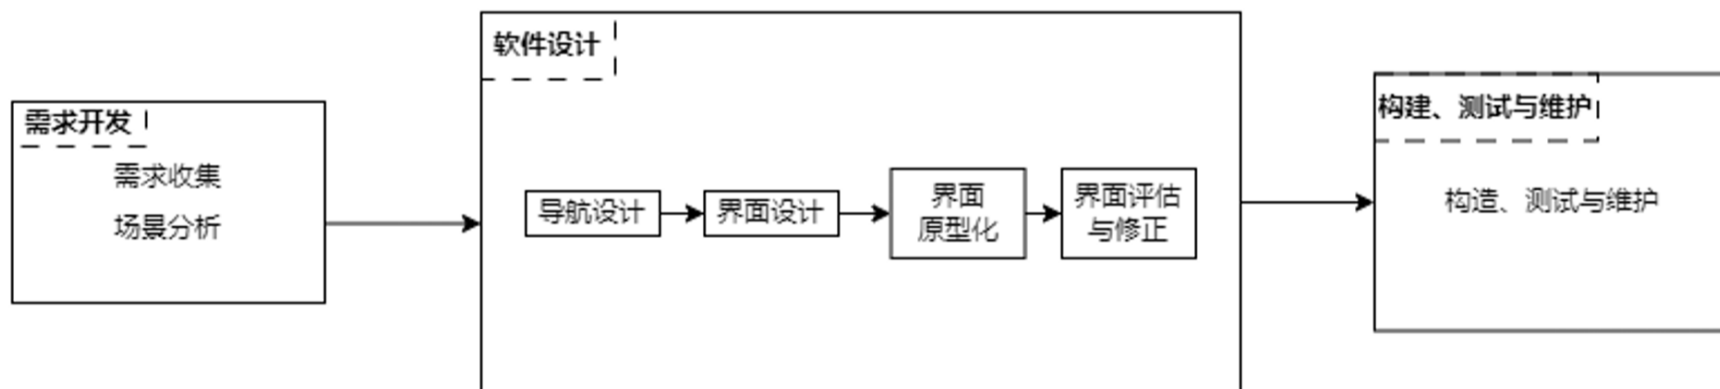 需求开发
需求收集
场景分析
软件设计
导航设计
界面设计
界面
原型化
界面评估
与修正
构建、测试与维护
构造、测试与维护